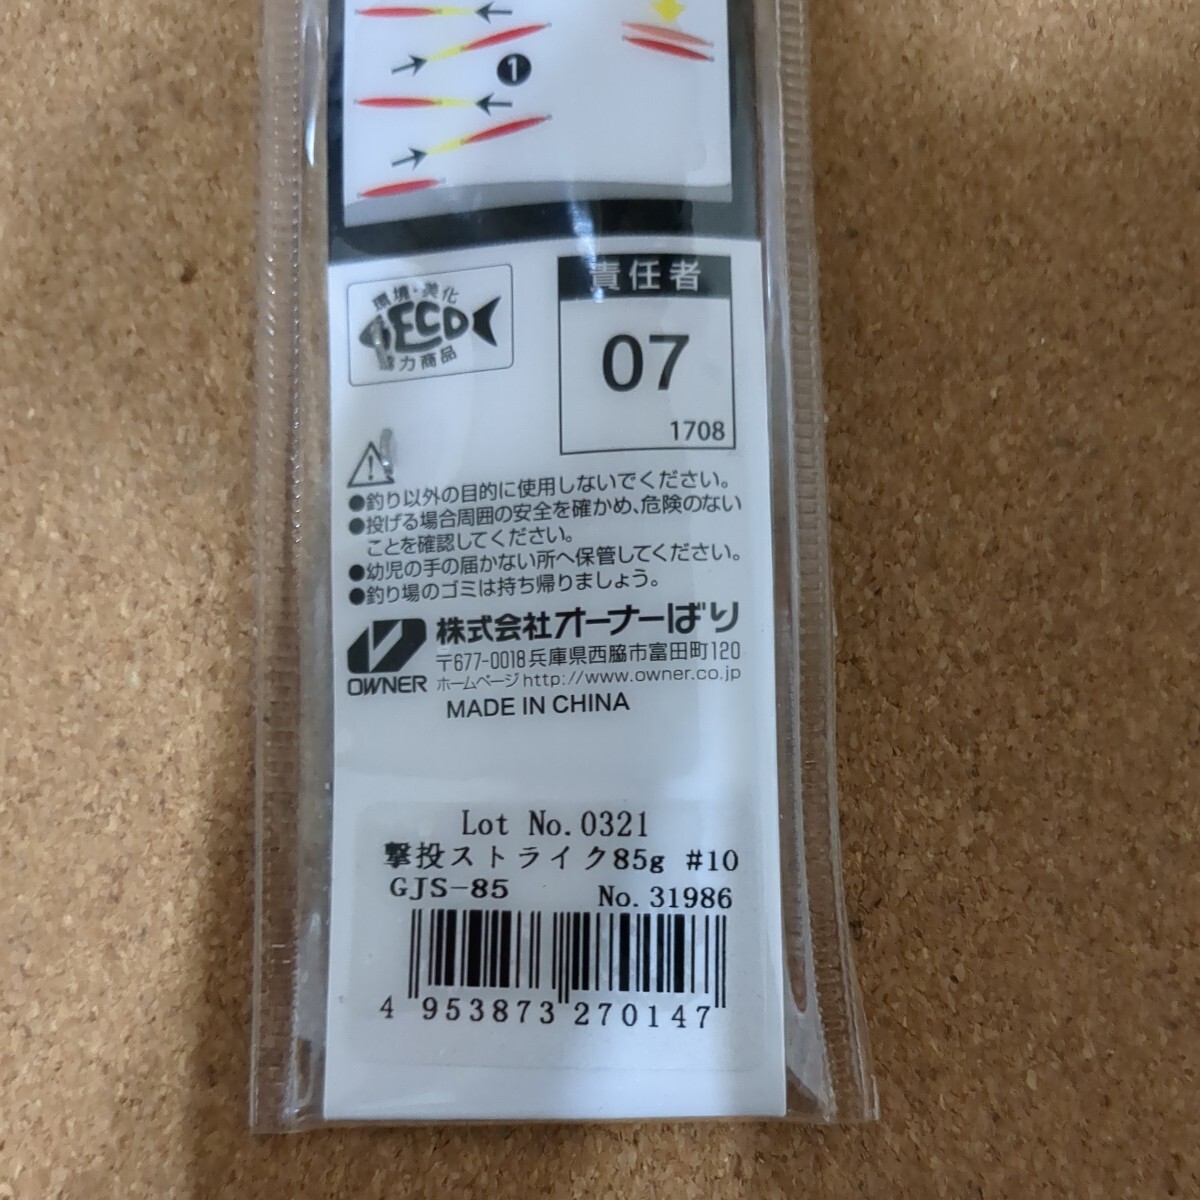 ❶
環境・美化
ECO
協力商品
責任者
07
1708
●釣り以外の目的に使用しないでください。
●投げる場合周囲の安全を確かめ、危険のない
ことを確認してください。
●幼児の手の届かない所へ保管してください。
●釣り場のゴミは持ち帰りましょう。
OWNER
株式会社オーナーばり
〒677-0018兵庫県西脇市富田町120
ホームページhttp://www.owner.co.jp
MADE IN CHINA
Lot No.0321
撃投ストライク85g #10
GJS-85 No.31986
4 953873 270147